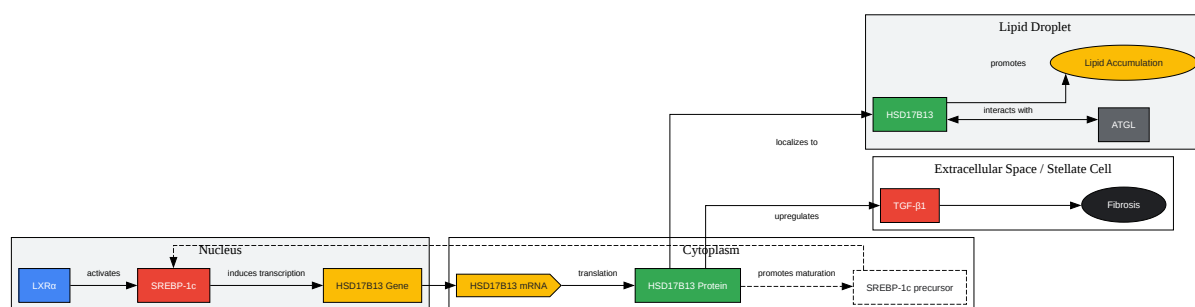 Lipid Droplet
promotes
Lipid Accumulation
HSD17B13
interacts with
ATGL
localizes to
Extracellular Space / Stellate Cell
TGF-β1
Fibrosis
upregulates
Nucleus
Cytoplasm
LXRα
activates
SREBP-1c
induces transcription
HSD17B13 Gene
HSD17B13 mRNA
translation
HSD17B13 Protein
promotes maturation
SREBP-1c precursor